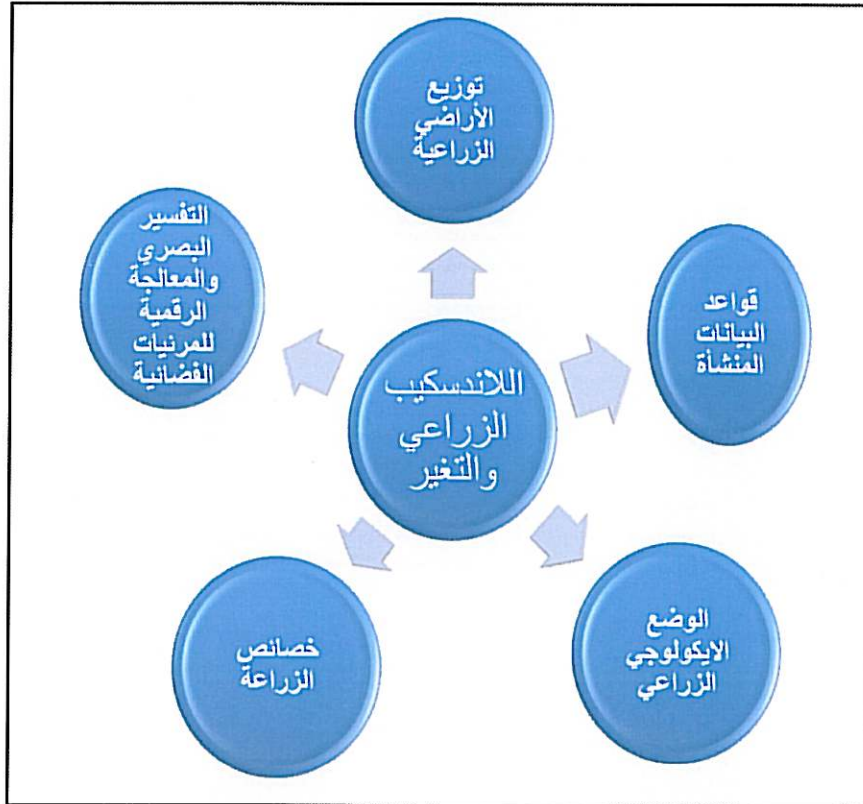 توزيع
الأراضي
الزراعية
التفسير
البصري
والمعالجة
الرقمية
للمرئيات
الفضائية
قواعد
البيانات
المنشأة
اللاندسكيب
الزراعي
والتغير
خصائص
الزراعة
الوضع
الايكولوجي
الزراعي